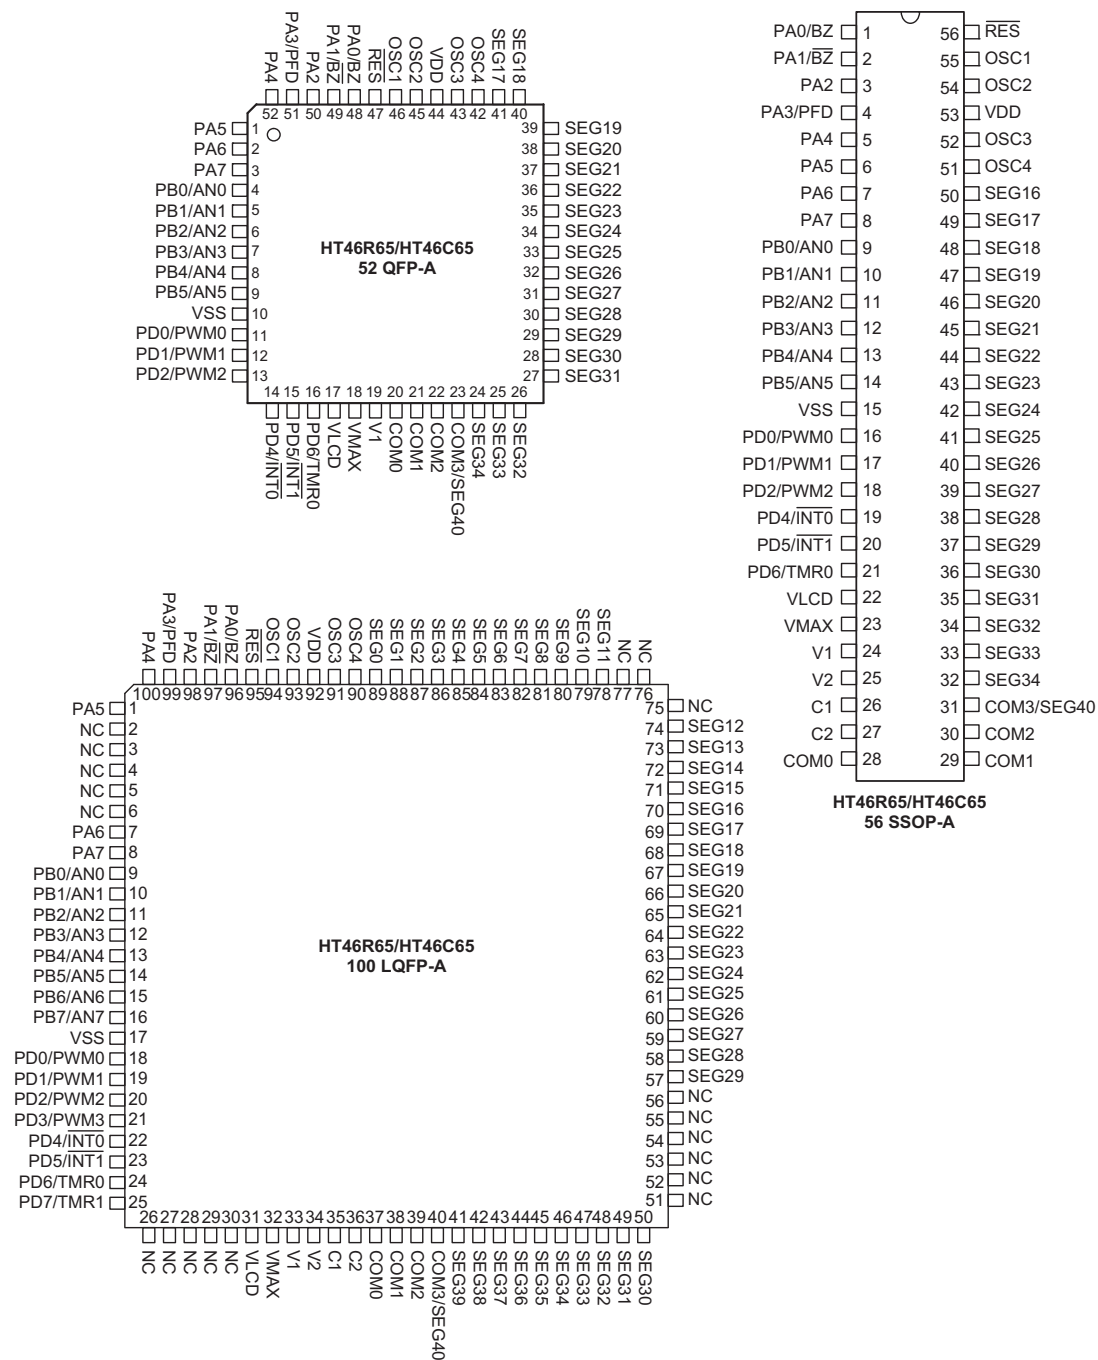 PA4
PA3/PFD
PA2
PA1/B̅Z̅
PA0/BZ
R̅E̅S̅
OSC1
OSC2
VDD
OSC3
OSC4
SEG17
SEG18
52 51 50 49 48 47 46 45 44 43 42 41 40
PA5 1
PA6 2
PA7 3
PB0/AN0 4
PB1/AN1 5
PB2/AN2 6
PB3/AN3 7
PB4/AN4 8
PB5/AN5 9
VSS 10
PD0/PWM0 11
PD1/PWM1 12
PD2/PWM2 13
HT46R65/HT46C65
52 QFP-A
39 SEG19
38 SEG20
37 SEG21
36 SEG22
35 SEG23
34 SEG24
33 SEG25
32 SEG26
31 SEG27
30 SEG28
29 SEG29
28 SEG30
27 SEG31
14 15 16 17 18 19 20 21 22 23 24 25 26
PD4/I̅N̅T̅0̅
PD5/I̅N̅T̅1̅
PD6/TMR0
VLCD
VMAX
V1
COM0
COM1
COM2
COM3/SEG40
SEG34
SEG33
SEG32
PA0/BZ 1 56 R̅E̅S̅
PA1/B̅Z̅ 2 55 OSC1
PA2 3 54 OSC2
PA3/PFD 4 53 VDD
PA4 5 52 OSC3
PA5 6 51 OSC4
PA6 7 50 SEG16
PA7 8 49 SEG17
PB0/AN0 9 48 SEG18
PB1/AN1 10 47 SEG19
PB2/AN2 11 46 SEG20
PB3/AN3 12 45 SEG21
PB4/AN4 13 44 SEG22
PB5/AN5 14 43 SEG23
VSS 15 42 SEG24
PD0/PWM0 16 41 SEG25
PD1/PWM1 17 40 SEG26
PD2/PWM2 18 39 SEG27
PD4/I̅N̅T̅0̅ 19 38 SEG28
PD5/I̅N̅T̅1̅ 20 37 SEG29
PD6/TMR0 21 36 SEG30
VLCD 22 35 SEG31
VMAX 23 34 SEG32
V1 24 33 SEG33
V2 25 32 SEG34
C1 26 31 COM3/SEG40
C2 27 30 COM2
COM0 28 29 COM1
HT46R65/HT46C65
56 SSOP-A
PA4
PA3/PFD
PA2
PA1/B̅Z̅
PA0/BZ
R̅E̅S̅
OSC1
OSC2
VDD
OSC3
OSC4
SEG0
SEG1
SEG2
SEG3
SEG4
SEG5
SEG6
SEG7
SEG8
SEG9
SEG10
SEG11
NC
NC
100 99 98 97 96 95 94 93 92 91 90 89 88 87 86 85 84 83 82 81 80 79 78 77 76
PA5 1
NC 2
NC 3
NC 4
NC 5
NC 6
PA6 7
PA7 8
PB0/AN0 9
PB1/AN1 10
PB2/AN2 11
PB3/AN3 12
PB4/AN4 13
PB5/AN5 14
PB6/AN6 15
PB7/AN7 16
VSS 17
PD0/PWM0 18
PD1/PWM1 19
PD2/PWM2 20
PD3/PWM3 21
PD4/I̅N̅T̅0̅ 22
PD5/I̅N̅T̅1̅ 23
PD6/TMR0 24
PD7/TMR1 25
HT46R65/HT46C65
100 LQFP-A
75 NC
74 SEG12
73 SEG13
72 SEG14
71 SEG15
70 SEG16
69 SEG17
68 SEG18
67 SEG19
66 SEG20
65 SEG21
64 SEG22
63 SEG23
62 SEG24
61 SEG25
60 SEG26
59 SEG27
58 SEG28
57 SEG29
56 NC
55 NC
54 NC
53 NC
52 NC
51 NC
26 27 28 29 30 31 32 33 34 35 36 37 38 39 40 41 42 43 44 45 46 47 48 49 50
NC
NC
NC
NC
NC
VLCD
VMAX
V1
V2
C1
C2
COM0
COM1
COM2
COM3/SEG40
SEG39
SEG38
SEG37
SEG36
SEG35
SEG34
SEG33
SEG32
SEG31
SEG30